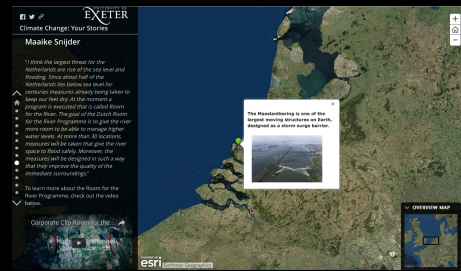 UNIVERSITY OF
EXETER
Climate Change: Your Stories
Maaike Snijder
"I think the largest threat for the
Netherlands are rise of the sea level and
flooding. Since about half of the
Netherlands lies below sea level for
centuries measures already being taken to
keep our feet dry. At the moment a
program is executed that is called Room
for the River. The goal of the Dutch Room
for the River Programme is to give the river
more room to be able to manage higher
water levels. At more than 30 locations,
measures will be taken that give the river
space to flood safely. Moreover, the
measures will be designed in such a way
that they improve the quality of the
immediate surroundings."
To learn more about the Room for the
River Programme, check out the video
below.
Corporate Clip Room for the...
The Maeslantkering is one of the
largest moving structures on Earth,
designed as a storm surge barrier.
OVERVIEW MAP
POWERED BY
esri
Earthstar Geographics